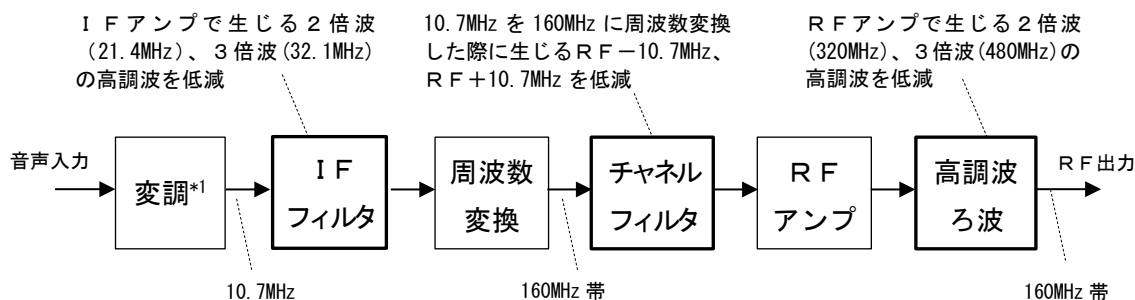 ＩＦアンプで生じる２倍波
(21.4MHz)、３倍波(32.1MHz)
の高調波を低減
10.7MHz を 160MHz に周波数変換
した際に生じるＲＦ－10.7MHz、
ＲＦ＋10.7MHz を低減
ＲＦアンプで生じる２倍波
(320MHz)、３倍波(480MHz)の
高調波を低減
音声入力
変調*1
ＩＦ
フィルタ
周波数
変換
チャネル
フィルタ
ＲＦ
アンプ
高調波
ろ波
ＲＦ出力
10.7MHz
160MHz 帯
160MHz 帯